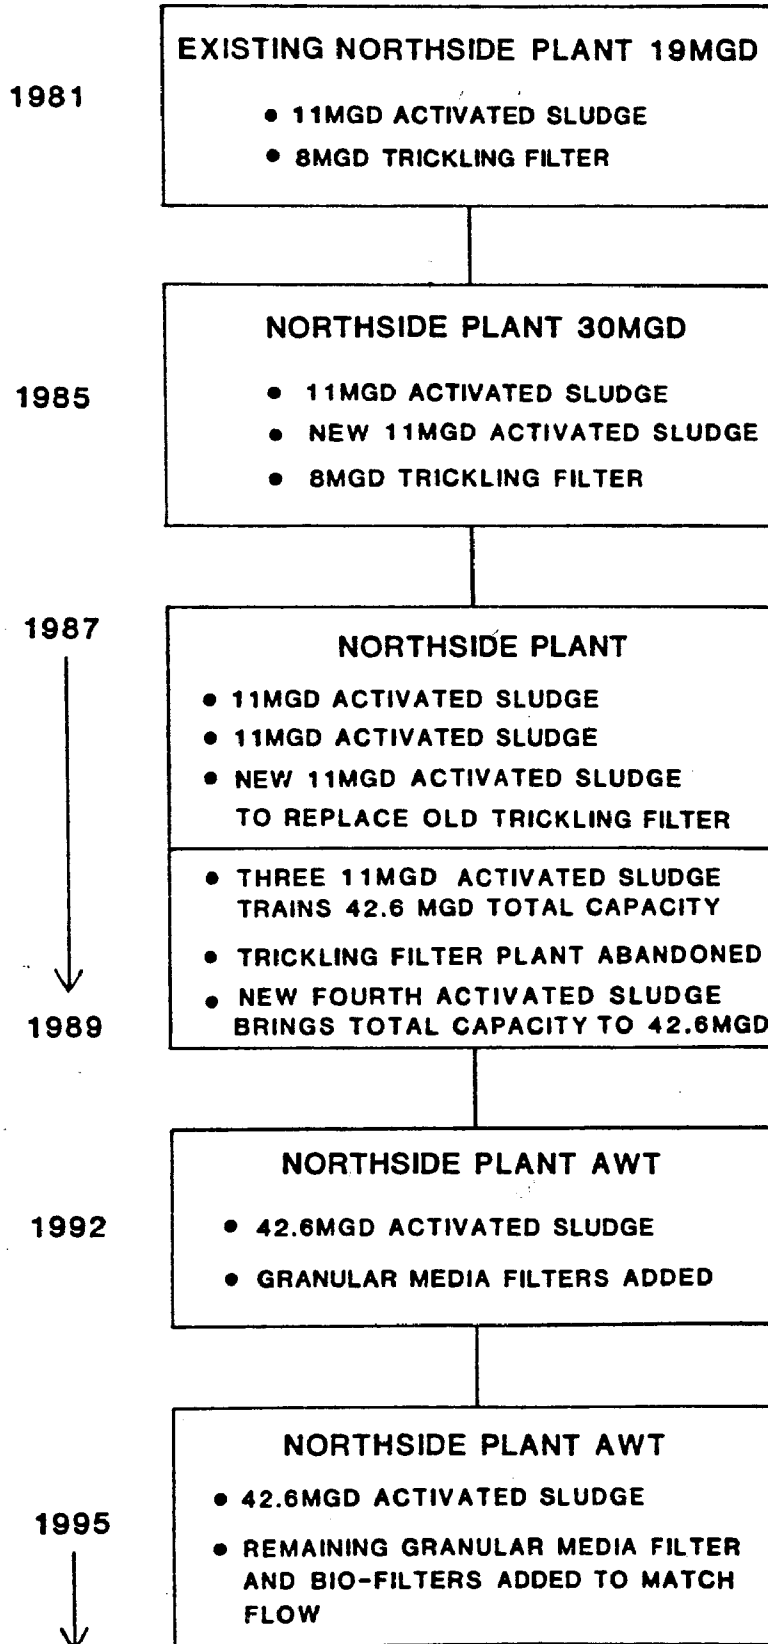 EXISTING NORTHSIDE PLANT 19MGD
1981
• 11MGD ACTIVATED SLUDGE
• 8MGD TRICKLING FILTER
NORTHSIDE PLANT 30MGD
1985
• 11MGD ACTIVATED SLUDGE
• NEW 11MGD ACTIVATED SLUDGE
• 8MGD TRICKLING FILTER
1987
NORTHSIDE PLANT
• 11MGD ACTIVATED SLUDGE
• 11MGD ACTIVATED SLUDGE
• NEW 11MGD ACTIVATED SLUDGE
TO REPLACE OLD TRICKLING FILTER
• THREE 11MGD ACTIVATED SLUDGE
TRAINS 42.6 MGD TOTAL CAPACITY
• TRICKLING FILTER PLANT ABANDONED
• NEW FOURTH ACTIVATED SLUDGE
BRINGS TOTAL CAPACITY TO 42.6MGD
1989
NORTHSIDE PLANT AWT
1992
• 42.6MGD ACTIVATED SLUDGE
• GRANULAR MEDIA FILTERS ADDED
NORTHSIDE PLANT AWT
• 42.6MGD ACTIVATED SLUDGE
1995
• REMAINING GRANULAR MEDIA FILTER
AND BIO-FILTERS ADDED TO MATCH
FLOW